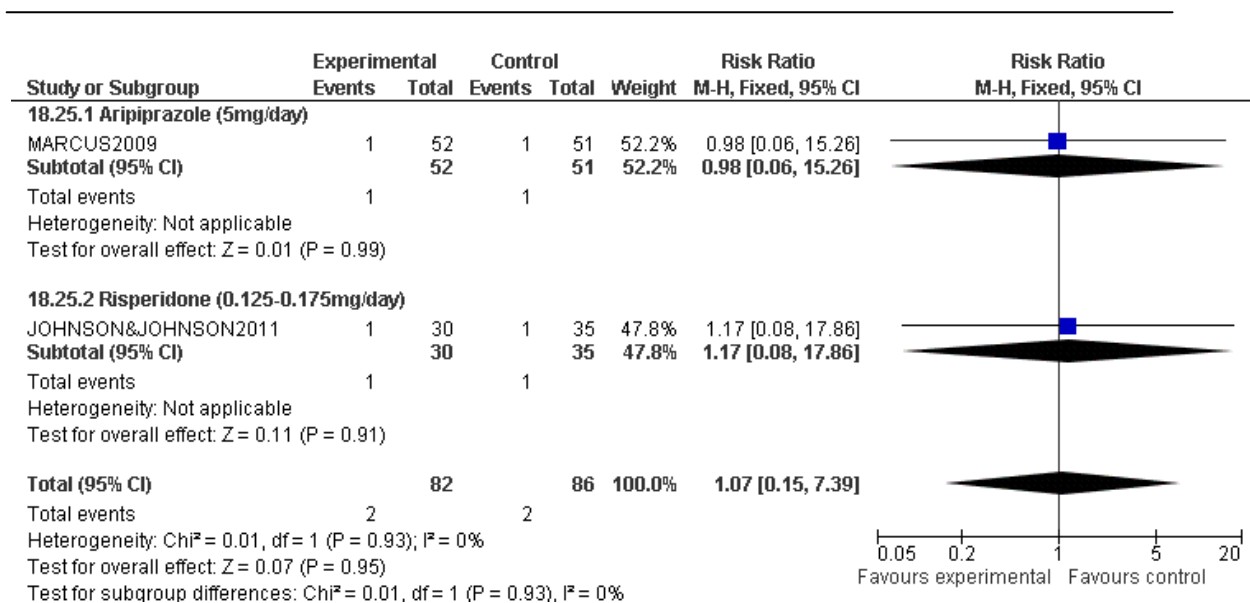 Experimental Control Risk Ratio Risk Ratio
Study or Subgroup Events Total Events Total Weight M-H, Fixed, 95% CI M-H, Fixed, 95% CI
18.25.1 Aripiprazole (5mg/day)
MARCUS2009 1 52 1 51 52.2% 0.98 [0.06, 15.26]
Subtotal (95% CI) 52 51 52.2% 0.98 [0.06, 15.26]
Total events 1 1
Heterogeneity: Not applicable
Test for overall effect: Z = 0.01 (P = 0.99)
18.25.2 Risperidone (0.125-0.175mg/day)
JOHNSON&JOHNSON2011 1 30 1 35 47.8% 1.17 [0.08, 17.86]
Subtotal (95% CI) 30 35 47.8% 1.17 [0.08, 17.86]
Total events 1 1
Heterogeneity: Not applicable
Test for overall effect: Z = 0.11 (P = 0.91)
Total (95% CI) 82 86 100.0% 1.07 [0.15, 7.39]
Total events 2 2
Heterogeneity: Chi² = 0.01, df = 1 (P = 0.93); I² = 0%
Test for overall effect: Z = 0.07 (P = 0.95)
Test for subgroup differences: Chi² = 0.01, df = 1 (P = 0.93), I² = 0%
0.05 0.2 1 5 20
Favours experimental Favours control